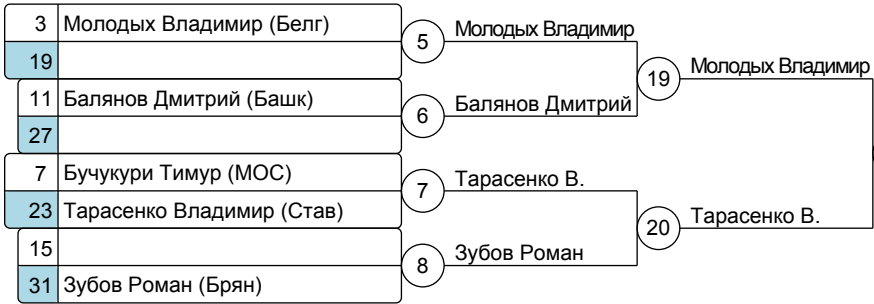 3 Молодых Владимир (Белг)
19
5 Молодых Владимир
11 Балянов Дмитрий (Башк)
27
6 Балянов Дмитрий
19 Молодых Владимир
7 Бучукури Тимур (МОС)
23 Тарасенко Владимир (Став)
7 Тарасенко В.
15
31 Зубов Роман (Брян)
8 Зубов Роман
20 Тарасенко В.